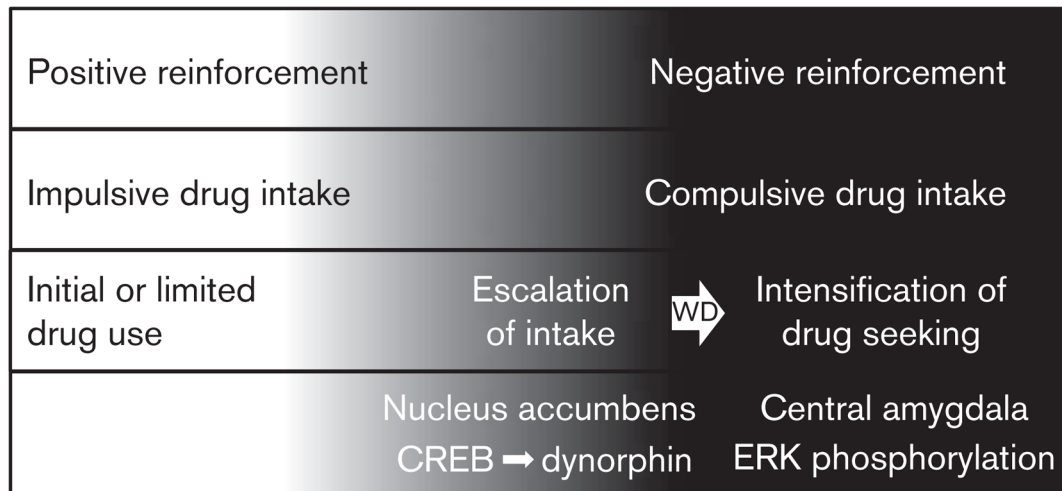 Positive reinforcement
Negative reinforcement
Impulsive drug intake
Compulsive drug intake
Initial or limited
drug use
Escalation
of intake
WD
Intensification of
drug seeking
Nucleus accumbens
CREB ➡ dynorphin
Central amygdala
ERK phosphorylation